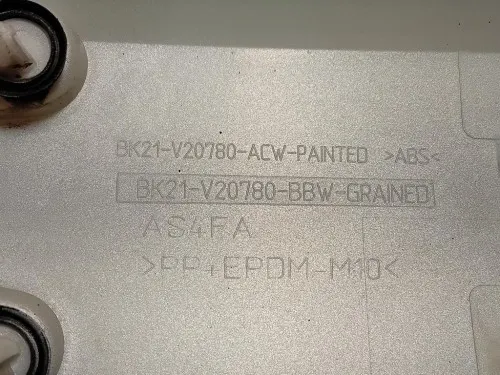 BK21-V20780-ACW-PAINTED >ABS<
BK21-V20780-BBW-GRAINED
AS4FA
>PP+EPDM-M10<